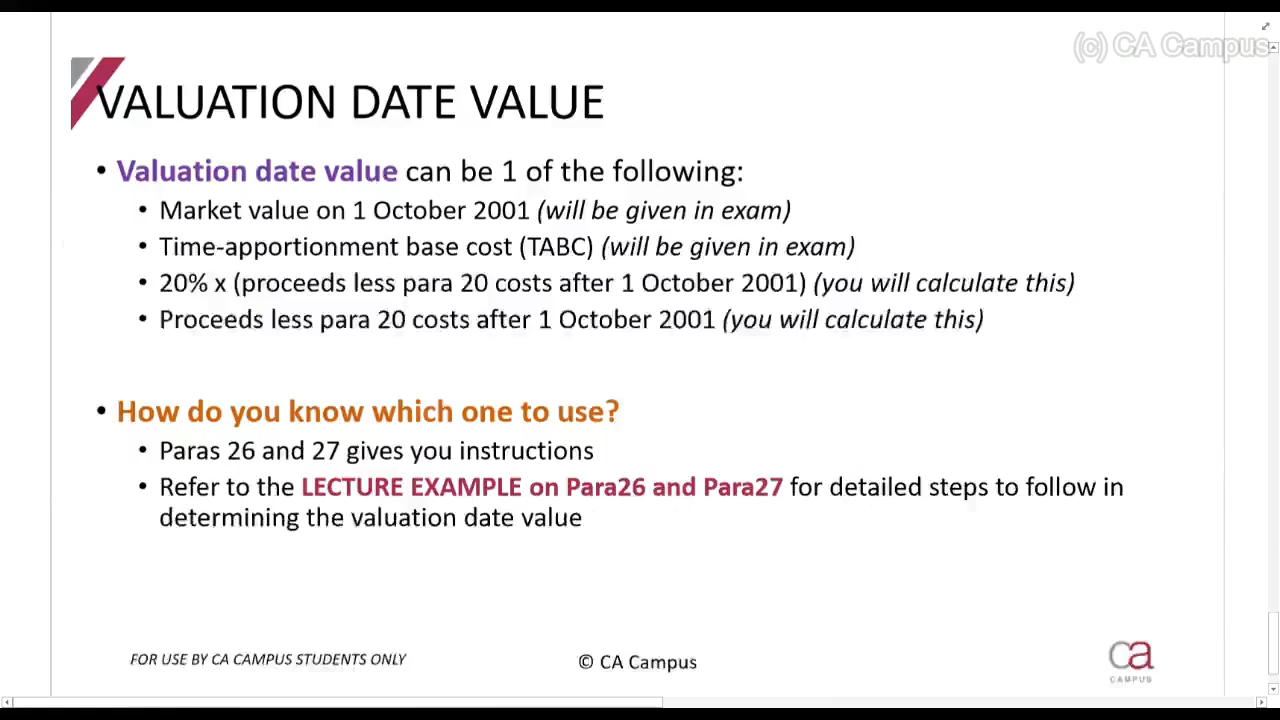 (c) CA Campus
VALUATION DATE VALUE
• Valuation date value can be 1 of the following:
• Market value on 1 October 2001 (will be given in exam)
• Time-apportionment base cost (TABC) (will be given in exam)
• 20% x (proceeds less para 20 costs after 1 October 2001) (you will calculate this)
• Proceeds less para 20 costs after 1 October 2001 (you will calculate this)
• How do you know which one to use?
• Paras 26 and 27 gives you instructions
• Refer to the LECTURE EXAMPLE on Para26 and Para27 for detailed steps to follow in
determining the valuation date value
FOR USE BY CA CAMPUS STUDENTS ONLY
© CA Campus
ca
CAMPUS